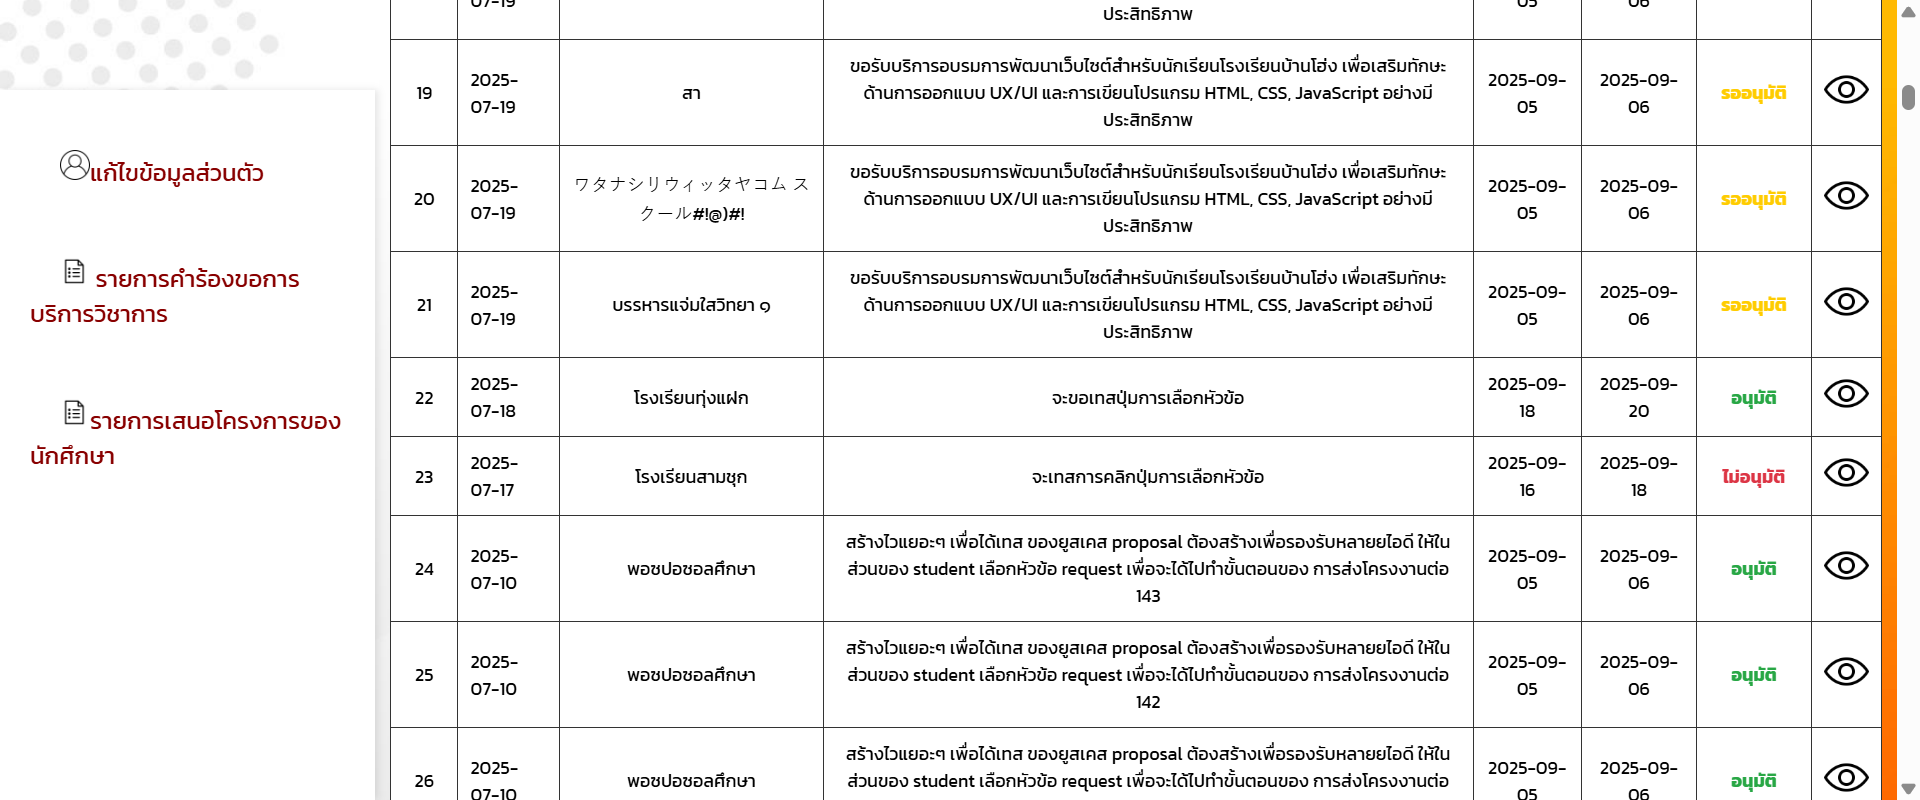 แก้ไขข้อมูลส่วนตัว
รายการคำร้องขอการ
บริการวิชาการ
รายการเสนอโครงการของ
นักศึกษา
07-19
ประสิทธิภาพ
05
06
19
2025-
07-19
สา
ขอรับบริการอบรมการพัฒนาเว็บไซต์สำหรับนักเรียนโรงเรียนบ้านโฮ่ง เพื่อเสริมทักษะ
ด้านการออกแบบ UX/UI และการเขียนโปรแกรม HTML, CSS, JavaScript อย่างมี
ประสิทธิภาพ
2025-09-
05
2025-09-
06
รออนุมัติ
20
2025-
07-19
ワタナシリウィッタヤコム ス
クール#!@)#!
ขอรับบริการอบรมการพัฒนาเว็บไซต์สำหรับนักเรียนโรงเรียนบ้านโฮ่ง เพื่อเสริมทักษะ
ด้านการออกแบบ UX/UI และการเขียนโปรแกรม HTML, CSS, JavaScript อย่างมี
ประสิทธิภาพ
2025-09-
05
2025-09-
06
รออนุมัติ
21
2025-
07-19
บรรหารแจ่มใสวิทยา ๑
ขอรับบริการอบรมการพัฒนาเว็บไซต์สำหรับนักเรียนโรงเรียนบ้านโฮ่ง เพื่อเสริมทักษะ
ด้านการออกแบบ UX/UI และการเขียนโปรแกรม HTML, CSS, JavaScript อย่างมี
ประสิทธิภาพ
2025-09-
05
2025-09-
06
รออนุมัติ
22
2025-
07-18
โรงเรียนทุ่งแฝก
จะขอเทสปุ่มการเลือกหัวข้อ
2025-09-
18
2025-09-
20
อนุมัติ
23
2025-
07-17
โรงเรียนสามชุก
จะเทสการคลิกปุ่มการเลือกหัวข้อ
2025-09-
16
2025-09-
18
ไม่อนุมัติ
24
2025-
07-10
พอซปอซอลศึกษา
สร้างไวแยอะๆ เพื่อได้เทส ของยูสเคส proposal ต้องสร้างเพื่อรองรับหลายยไอดี ให้ใน
ส่วนของ student เลือกหัวข้อ request เพื่อจะได้ไปทำขั้นตอนของ การส่งโครงงานต่อ
143
2025-09-
05
2025-09-
06
อนุมัติ
25
2025-
07-10
พอซปอซอลศึกษา
สร้างไวแยอะๆ เพื่อได้เทส ของยูสเคส proposal ต้องสร้างเพื่อรองรับหลายยไอดี ให้ใน
ส่วนของ student เลือกหัวข้อ request เพื่อจะได้ไปทำขั้นตอนของ การส่งโครงงานต่อ
142
2025-09-
05
2025-09-
06
อนุมัติ
26
2025-
07-10
พอซปอซอลศึกษา
สร้างไวแยอะๆ เพื่อได้เทส ของยูสเคส proposal ต้องสร้างเพื่อรองรับหลายยไอดี ให้ใน
ส่วนของ student เลือกหัวข้อ request เพื่อจะได้ไปทำขั้นตอนของ การส่งโครงงานต่อ
2025-09-
05
2025-09-
06
อนุมัติ